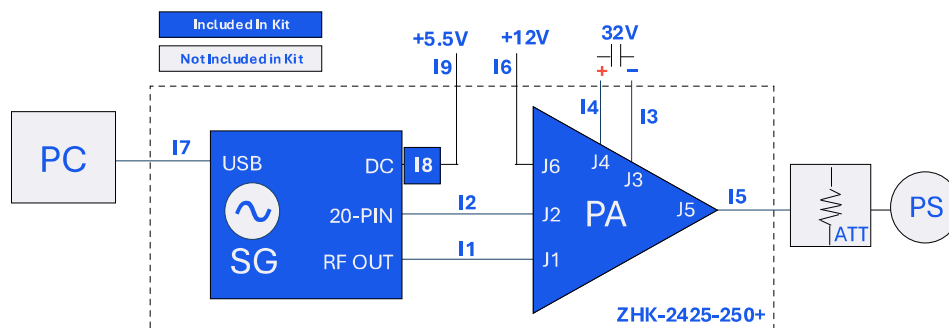 Included In Kit
Not Included in Kit
+5.5V
+12V
32V
I9
I6
+ −
I4
I3
PC
I7
USB
DC
I8
J6
J4
J3
20-PIN
I2
J2
PA
J5
I5
SG
RF OUT
I1
J1
ATT
PS
ZHK-2425-250+